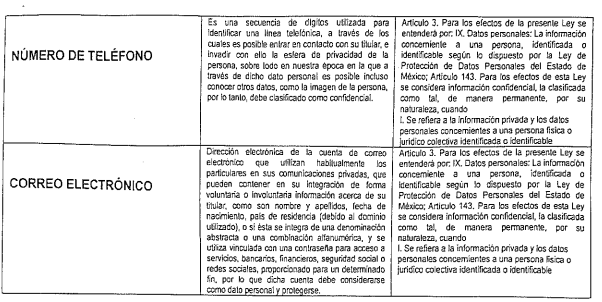 NÚMERO DE TELÉFONO
Es una secuencia de dígitos utilizada para
identificar una línea telefónica, a través de los
cuales es posible entrar en contacto con su titular, e
invadir con ello la esfera de privacidad de la
persona, sobre todo en nuestra época en la que a
través de dicho dato personal es posible incluso
conocer otros datos, como la imagen de la persona,
por lo tanto, debe clasificado como confidencial.
Artículo 3. Para los efectos de la presente Ley se
entenderá por: IX. Datos personales: La información
concerniente a una persona, identificada o
identificable según lo dispuesto por la Ley de
Protección de Datos Personales del Estado de
México; Artículo 143. Para los efectos de esta Ley
se considera información confidencial, la clasificada
como tal, de manera permanente, por su
naturaleza, cuando
I. Se refiera a la información privada y los datos
personales concernientes a una persona física o
jurídico colectiva identificada o identificable
CORREO ELECTRÓNICO
Dirección electrónica de la cuenta de correo
electrónico que utilizan habitualmente los
particulares en sus comunicaciones privadas, que
pueden contener en su integración de forma
voluntaria o involuntaria información acerca de su
titular, como son nombre y apellidos, fecha de
nacimiento, país de residencia (debido al dominio
utilizado), o si ésta se integra de una denominación
abstracta o una combinación alfanumérica, y se
utiliza vinculada con una contraseña para acceso a
servicios, bancarios, financieros, seguridad social o
redes sociales, proporcionado para un determinado
fin, por lo que dicha cuenta debe considerarse
como dato personal y protegerse.
Artículo 3. Para los efectos de la presente Ley se
entenderá por: IX. Datos personales: La información
concerniente a una persona, identificada o
identificable según lo dispuesto por la Ley de
Protección de Datos Personales del Estado de
México; Artículo 143. Para los efectos de esta Ley
se considera información confidencial, la clasificada
como tal, de manera permanente, por su
naturaleza, cuando
I. Se refiera a la información privada y los datos
personales concernientes a una persona física o
jurídico colectiva identificada o identificable